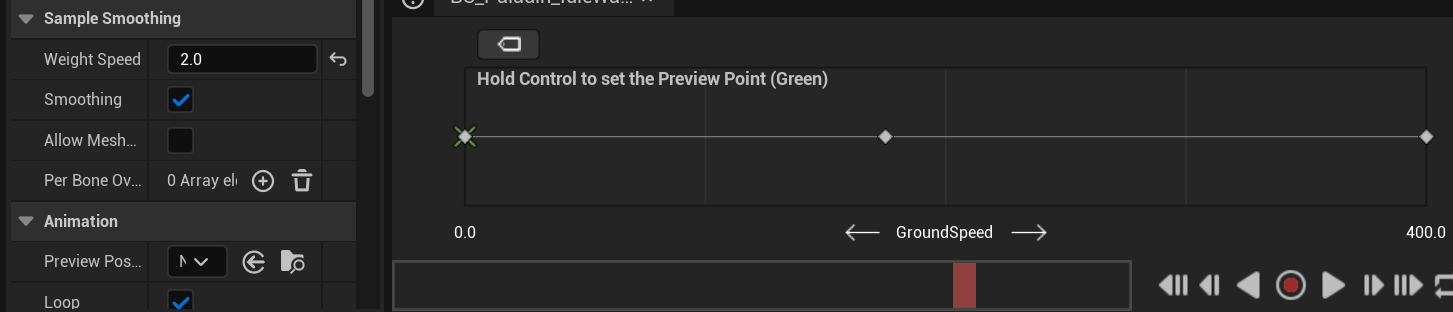 Sample Smoothing
Weight Speed
2.0
Smoothing
Allow Mesh...
Per Bone Ov...
0 Array el
Animation
Preview Pos...
Loop
Hold Control to set the Preview Point (Green)
0.0
GroundSpeed
400.0